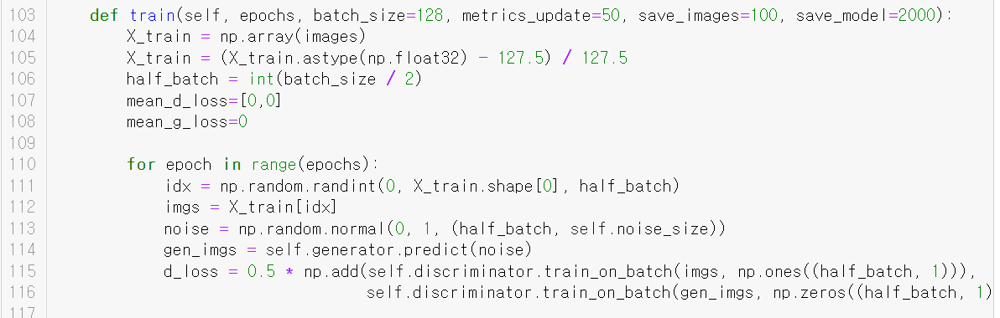 103 def train(self, epochs, batch_size=128, metrics_update=50, save_images=100, save_model=2000):
104 X_train = np.array(images)
105 X_train = (X_train.astype(np.float32) - 127.5) / 127.5
106 half_batch = int(batch_size / 2)
107 mean_d_loss=[0,0]
108 mean_g_loss=0
109
110 for epoch in range(epochs):
111 idx = np.random.randint(0, X_train.shape[0], half_batch)
112 imgs = X_train[idx]
113 noise = np.random.normal(0, 1, (half_batch, self.noise_size))
114 gen_imgs = self.generator.predict(noise)
115 d_loss = 0.5 * np.add(self.discriminator.train_on_batch(imgs, np.ones((half_batch, 1))),
116 self.discriminator.train_on_batch(gen_imgs, np.zeros((half_batch, 1)
117